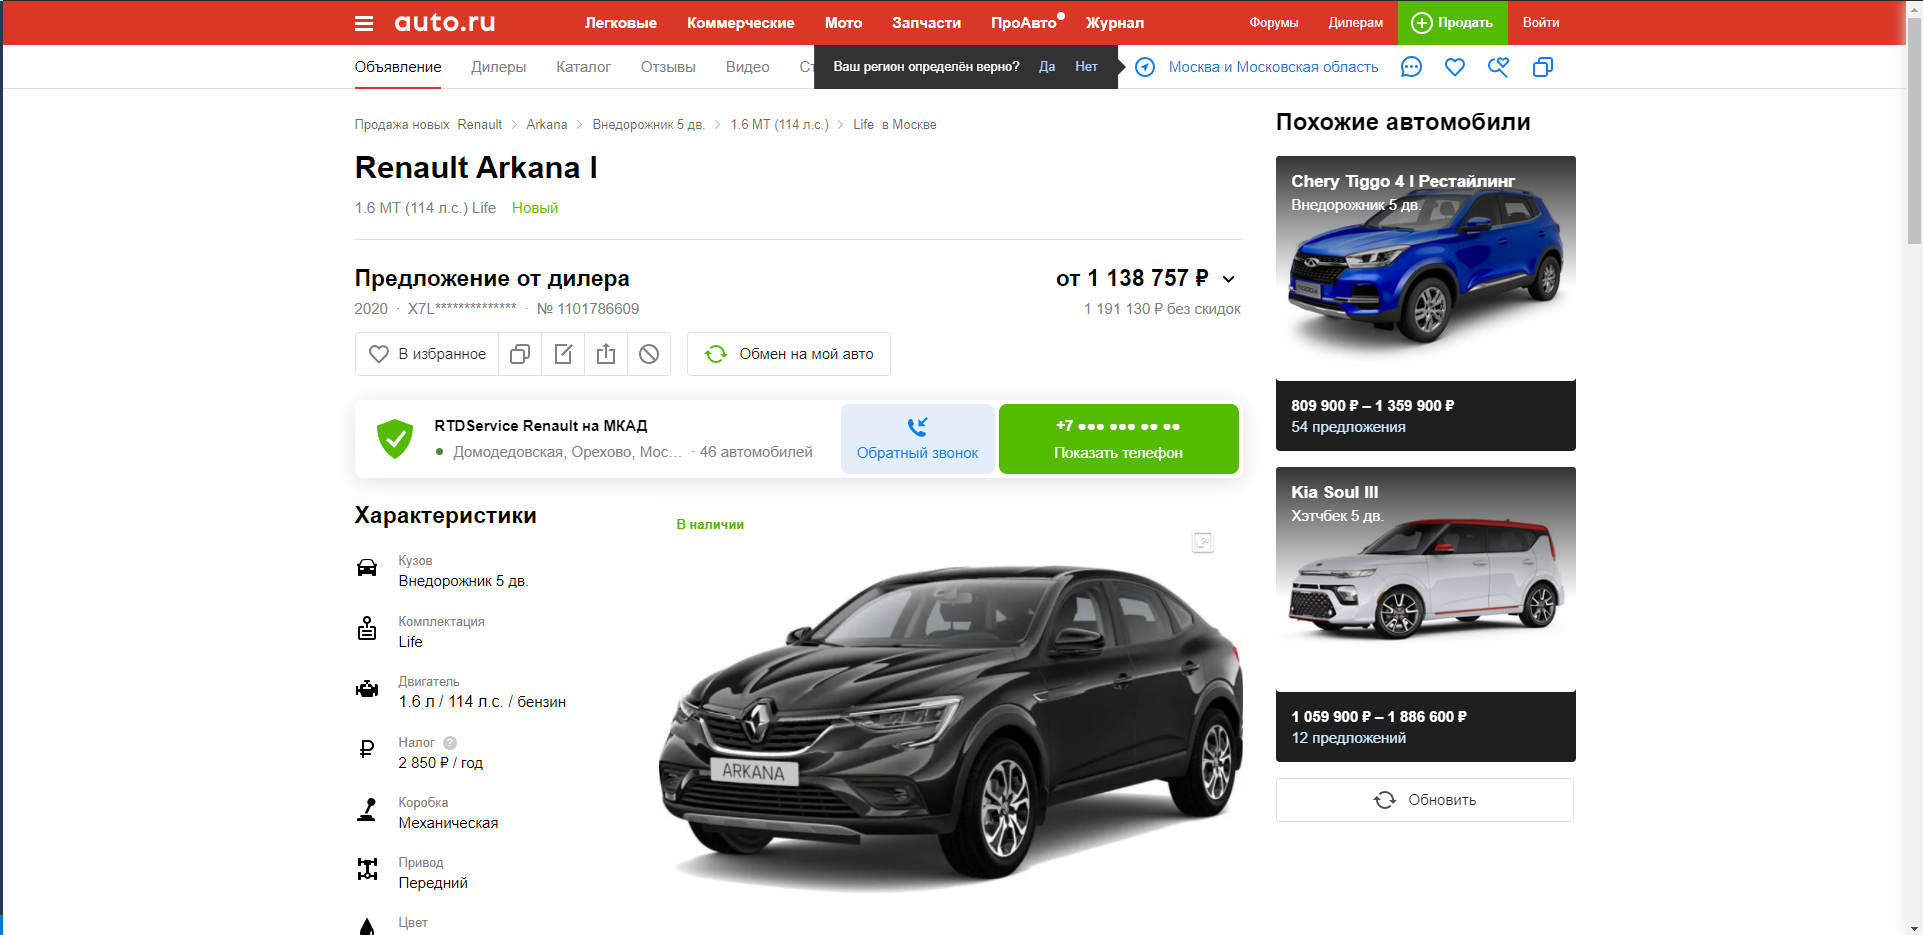 auto.ru
Легковые
Коммерческие
Мото
Запчасти
ПроАвто
Журнал
Форумы
Дилерам
Продать
Войти
Объявление
Дилеры
Каталог
Отзывы
Видео
Ваш регион определён верно? Да Нет
Москва и Московская область
Продажа новых Renault > Arkana > Внедорожник 5 дв. > 1.6 MT (114 л.с.) > Life в Москве
Renault Arkana I
1.6 MT (114 л.с.) Life Новый
Предложение от дилера
от 1 138 757 ₽
2020 · X7L************** · № 1101786609
1 191 130 ₽ без скидок
В избранное
Обмен на мой авто
RTDService Renault на МКАД
Домодедовская, Орехово, Мос... · 46 автомобилей
Обратный звонок
+7 ●●● ●●● ●● ●●
Показать телефон
Характеристики
Кузов
Внедорожник 5 дв.
Комплектация
Life
Двигатель
1.6 л / 114 л.с. / бензин
Налог ?
2 850 ₽ / год
Коробка
Механическая
Привод
Передний
Цвет
В наличии
ARKANA
Похожие автомобили
Chery Tiggo 4 I Рестайлинг
Внедорожник 5 дв.
809 900 ₽ – 1 359 900 ₽
54 предложения
Kia Soul III
Хэтчбек 5 дв.
1 059 900 ₽ – 1 886 600 ₽
12 предложений
Обновить